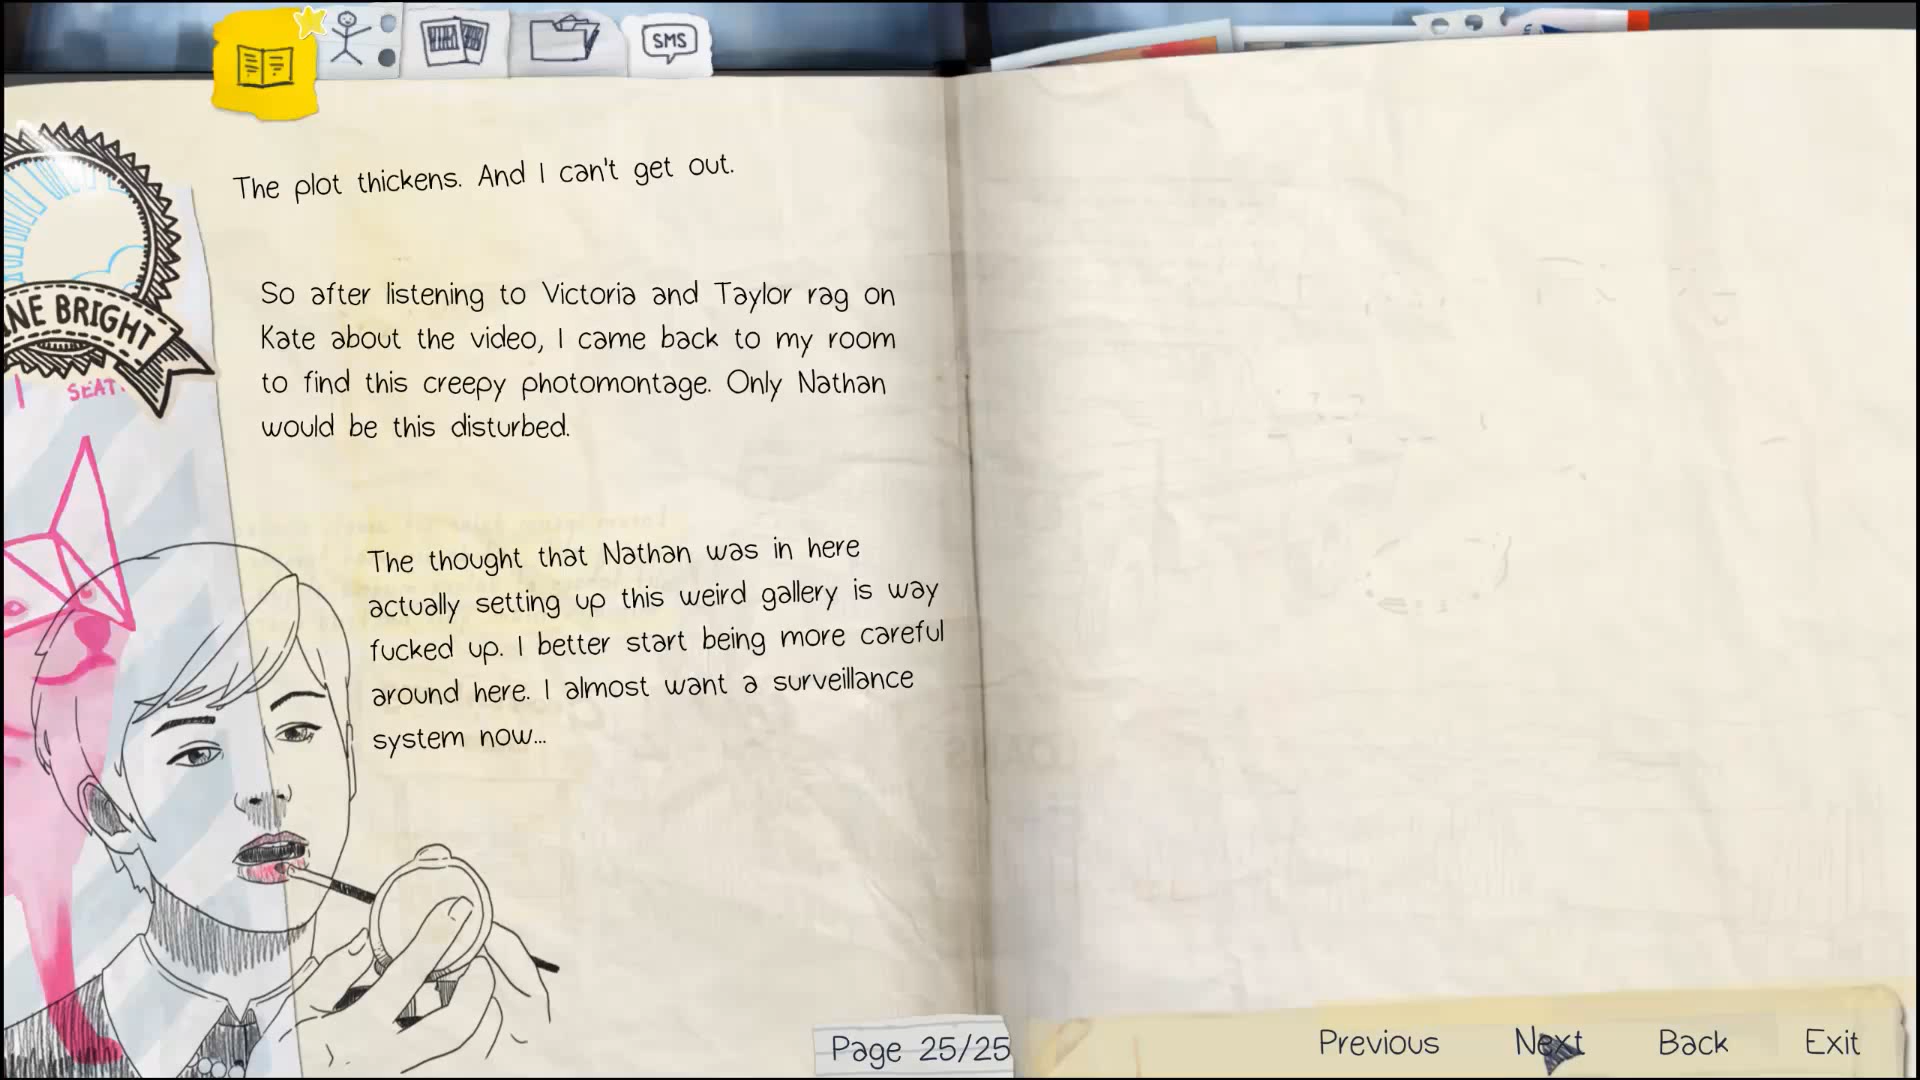 SMS
The plot thickens. And I can't get out.
So after listening to Victoria and Taylor rag on
Kate about the video, I came back to my room
to find this creepy photomontage. Only Nathan
would be this disturbed.
NE BRIGHT
SEAT.
The thought that Nathan was in here
actually setting up this weird gallery is way
fucked up. I better start being more careful
around here. I almost want a surveillance
system now...
Page 25/25
Previous Next Back Exit